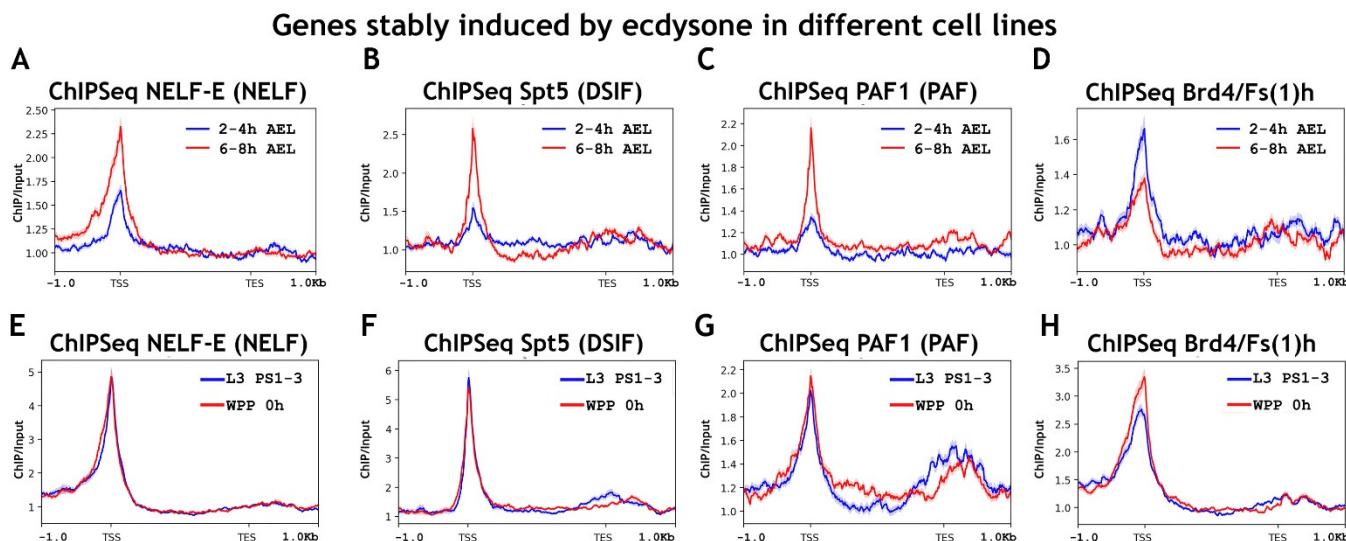 Genes stably induced by ecdysone in different cell lines
A
ChIPSeq NELF-E (NELF)
ChIP/Input
2.50
2.25
2.00
1.75
1.50
1.25
1.00
2-4h AEL
6-8h AEL
-1.0
TSS
TES
1.0Kb
B
ChIPSeq Spt5 (DSIF)
2.5
2.0
1.5
1.0
2-4h AEL
6-8h AEL
-1.0
TSS
TES
1.0Kb
C
ChIPSeq PAF1 (PAF)
ChIP/Input
2.2
2.0
1.8
1.6
1.4
1.2
1.0
2-4h AEL
6-8h AEL
-1.0
TSS
TES
1.0Kb
D
ChIPSeq Brd4/Fs(1)h
ChIP/Input
1.6
1.4
1.2
1.0
2-4h AEL
6-8h AEL
-1.0
TSS
TES
1.0Kb
E
ChIPSeq NELF-E (NELF)
ChIP/Input
5
4
3
2
1
L3 PS1-3
WPP 0h
-1.0
TSS
TES
1.0Kb
F
ChIPSeq Spt5 (DSIF)
ChIP/Input
6
5
4
3
2
1
L3 PS1-3
WPP 0h
-1.0
TSS
TES
1.0Kb
G
ChIPSeq PAF1 (PAF)
ChIP/Input
2.2
2.0
1.8
1.6
1.4
1.2
1.0
L3 PS1-3
WPP 0h
-1.0
TSS
TES
1.0Kb
H
ChIPSeq Brd4/Fs(1)h
ChIP/Input
3.5
3.0
2.5
2.0
1.5
1.0
L3 PS1-3
WPP 0h
-1.0
TSS
TES
1.0Kb